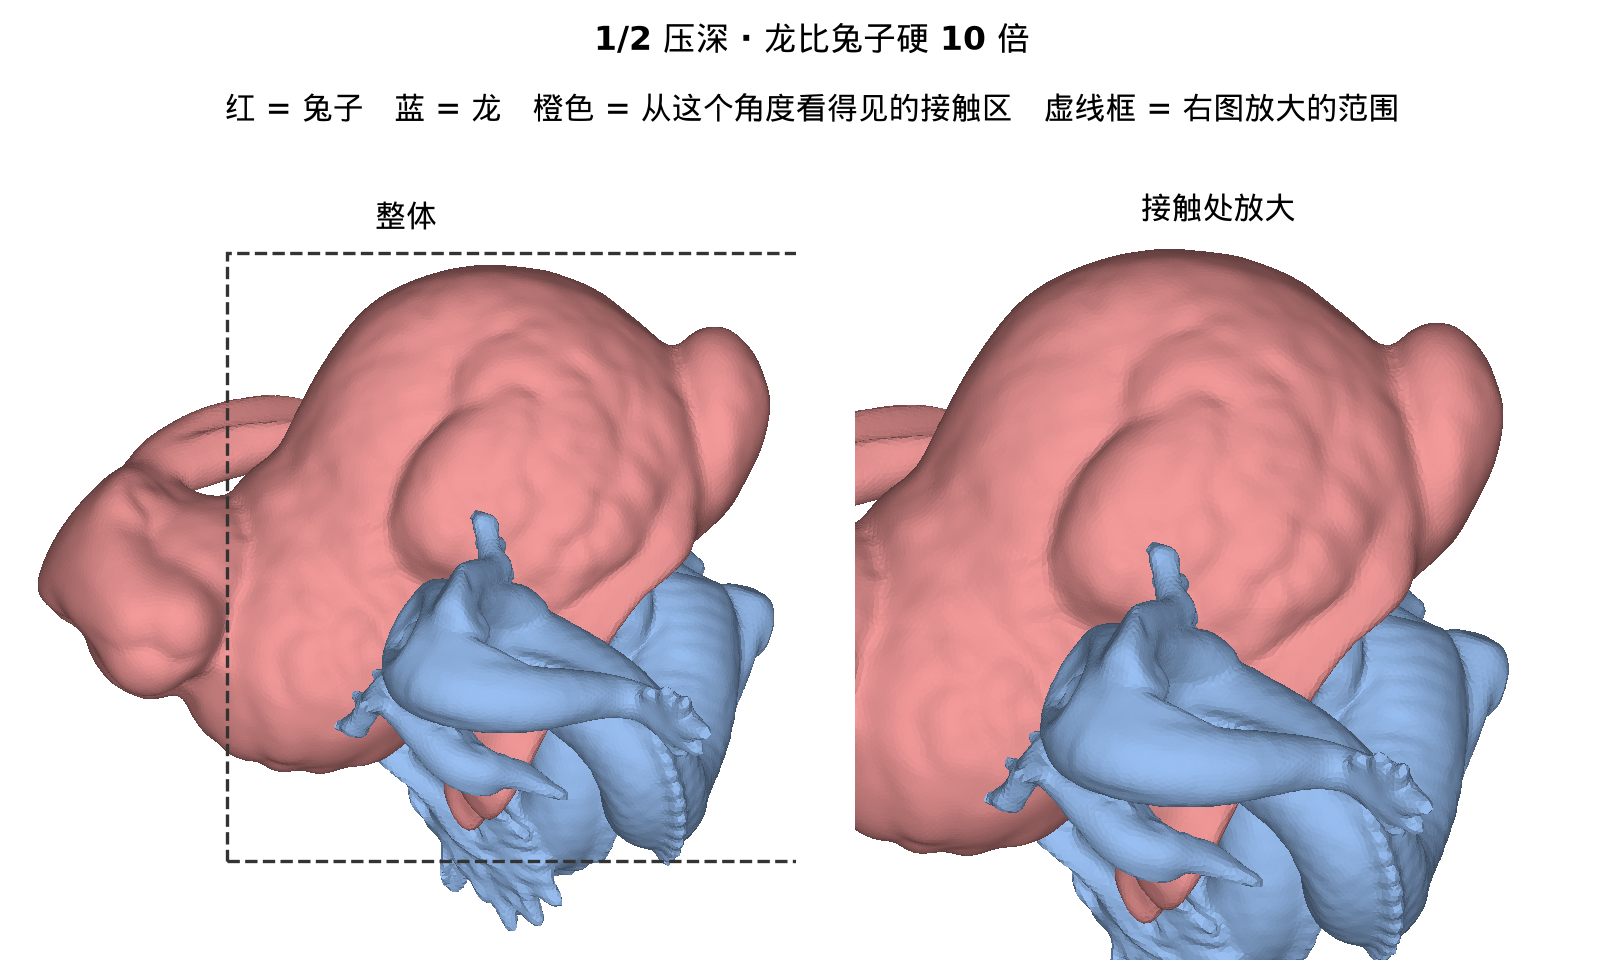 1/2 压深 · 龙比兔子硬 10 倍
红 = 兔子 蓝 = 龙 橙色 = 从这个角度看得见的接触区 虚线框 = 右图放大的范围
整体
接触处放大